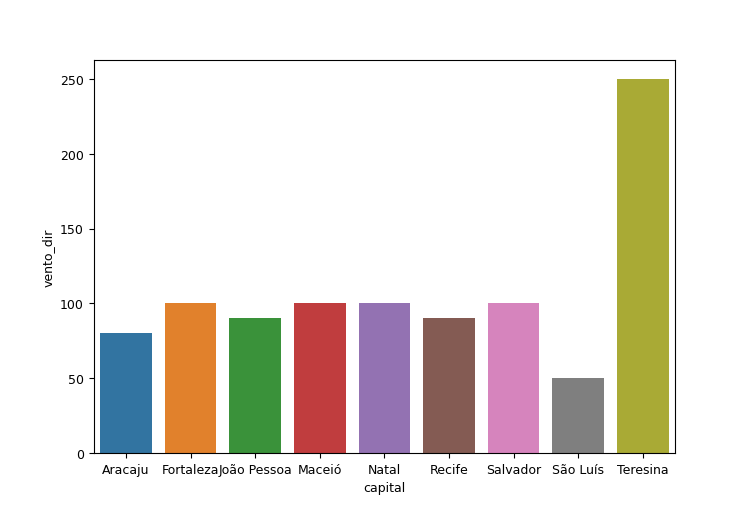 250
200
150
100
50
0
vento_dir
Aracaju Fortaleza João Pessoa Maceió Natal Recife Salvador São Luís Teresina
capital